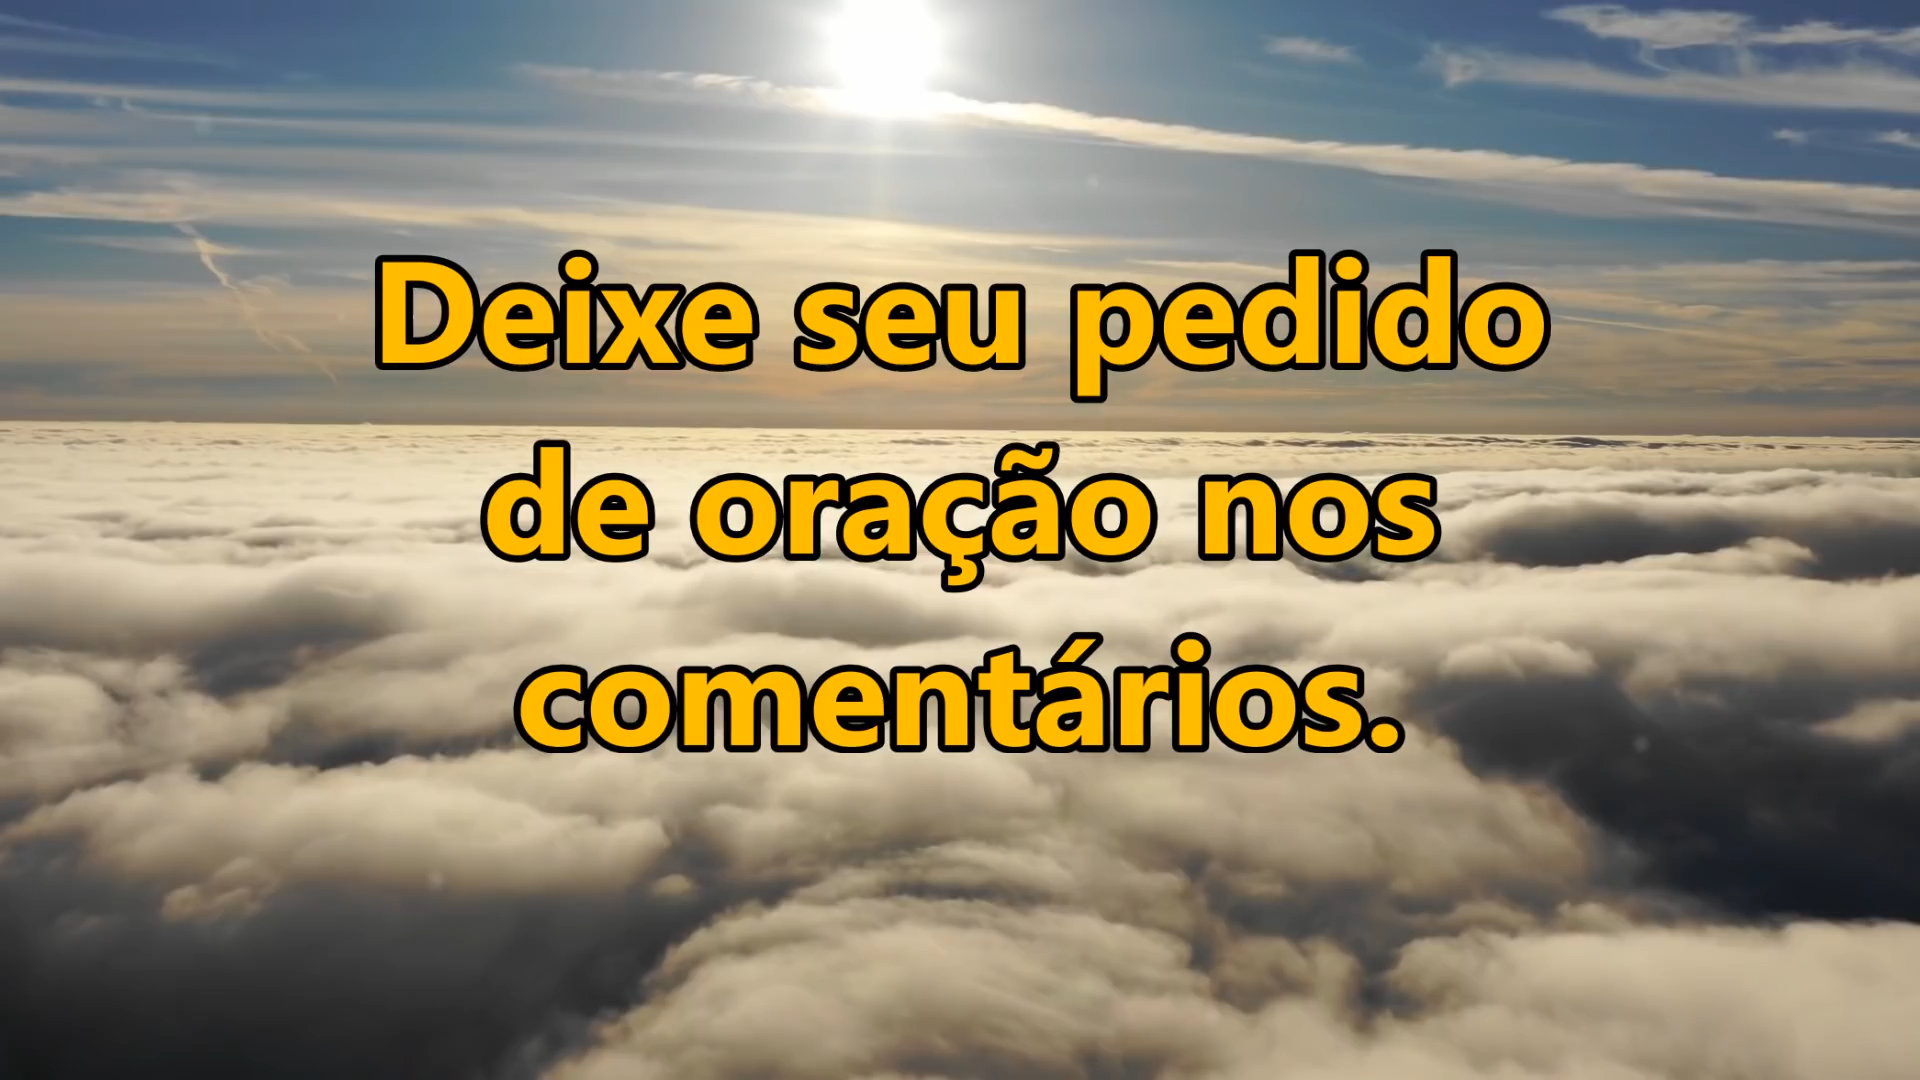 Deixe seu pedido
de oração nos
comentários.